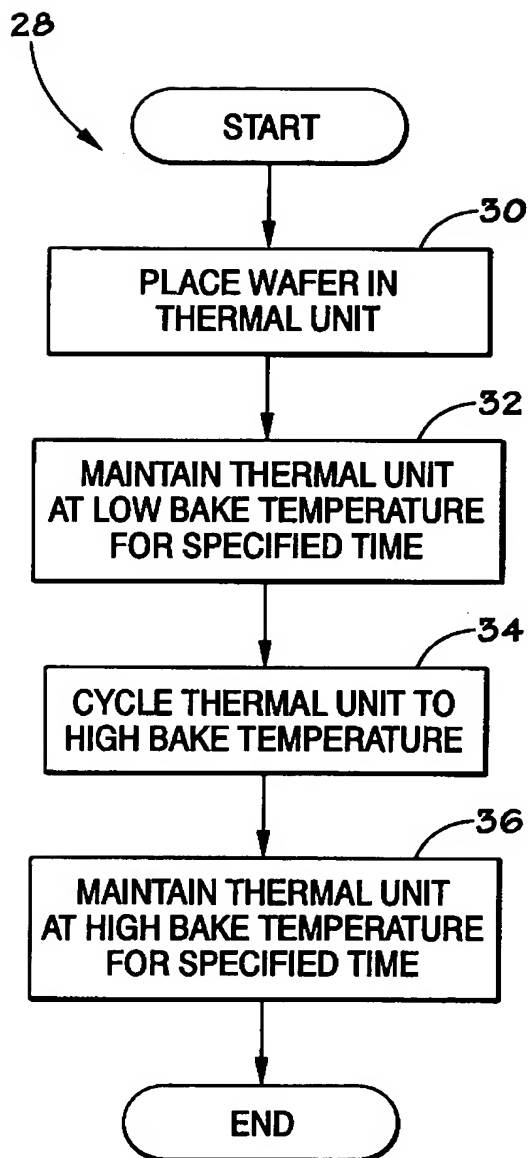 28
START
30
PLACE WAFER IN
THERMAL UNIT
32
MAINTAIN THERMAL UNIT
AT LOW BAKE TEMPERATURE
FOR SPECIFIED TIME
34
CYCLE THERMAL UNIT TO
HIGH BAKE TEMPERATURE
36
MAINTAIN THERMAL UNIT
AT HIGH BAKE TEMPERATURE
FOR SPECIFIED TIME
END